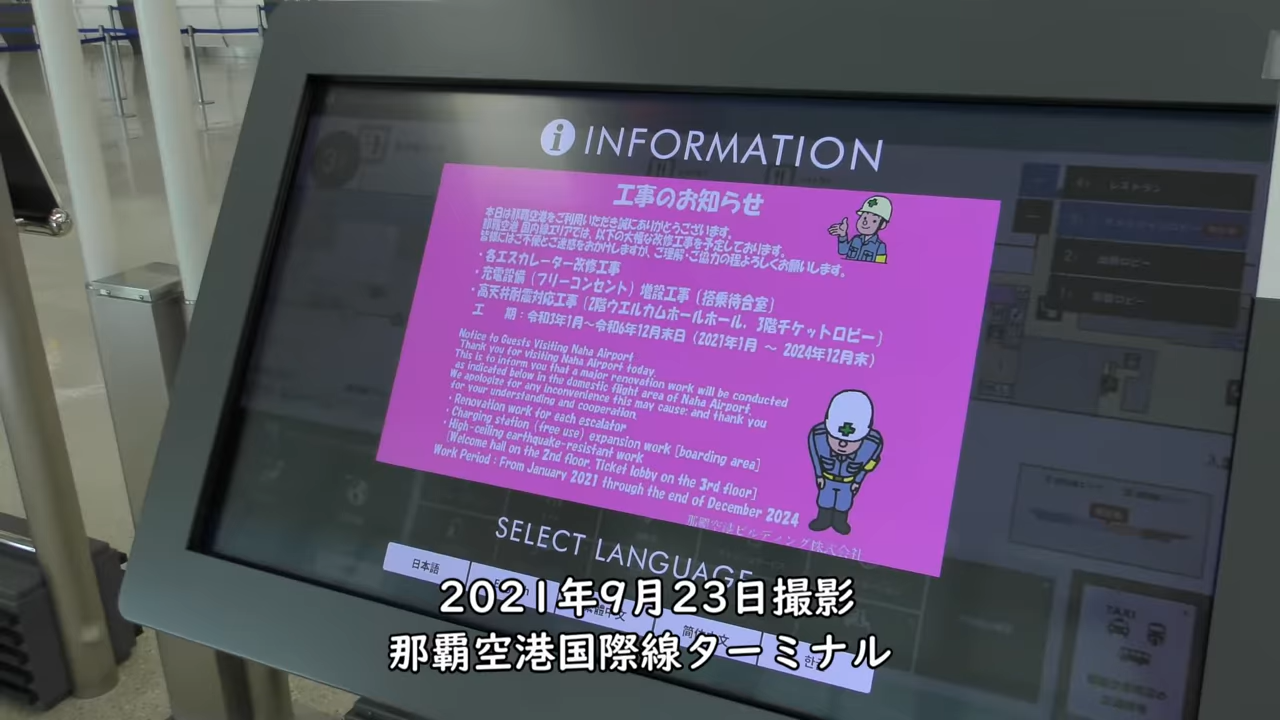 INFORMATION
工事のお知らせ
本日は那覇空港をご利用いただき誠にありがとうございます。
那覇空港 国内線エリアでは、以下の大幅な改修工事を予定しております。
皆様にはご不便とご迷惑をおかけしますが、ご理解・ご協力の程よろしくお願いします。
・各エスカレーター改修工事
・充電設備（フリーコンセント）増設工事〔搭乗待合室〕
・高天井耐震対応工事〔2階ウエルカムホールホール，3階チケットロビー〕
工　期：令和3年1月～令和6年12月末日（2021年1月 ～ 2024年12月末）
Notice to Guests Visiting Naha Airport
Thank you for visiting Naha Airport today.
This is to inform you that a major renovation work will be conducted
as indicated below in the domestic flight area of Naha Airport.
We apologize for any inconvenience this may cause and thank you
for your understanding and cooperation.
・Renovation work for each escalator
・Charging station (free use) expansion work [boarding area]
・High-ceiling earthquake-resistant work
[Welcome hall on the 2nd floor, Ticket lobby on the 3rd floor]
Work Period : From January 2021 through the end of December 2024
那覇空港ビルディング株式会社
SELECT LANGUAGE
日本語
レストラン
TAXI
2021年9月23日撮影
那覇空港国際線ターミナル